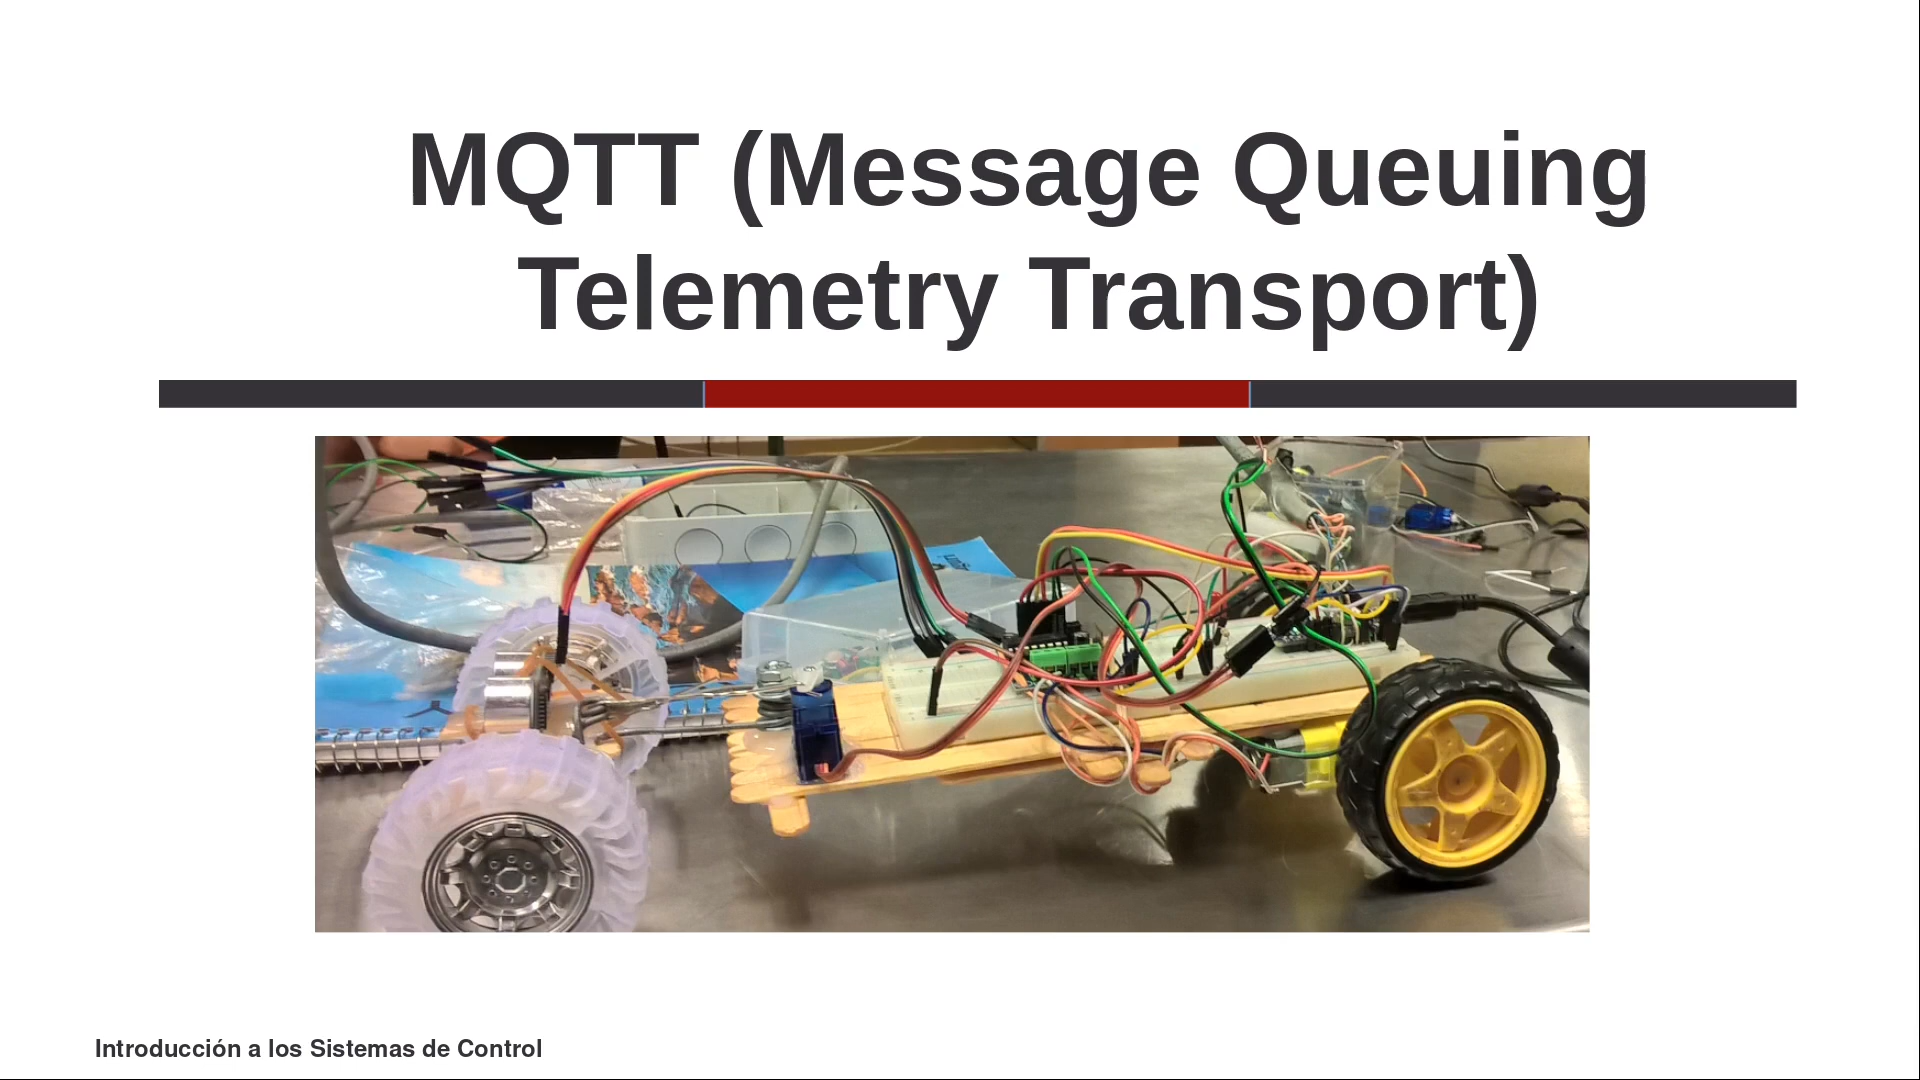 MQTT (Message Queuing
Telemetry Transport)
Introducción a los Sistemas de Control